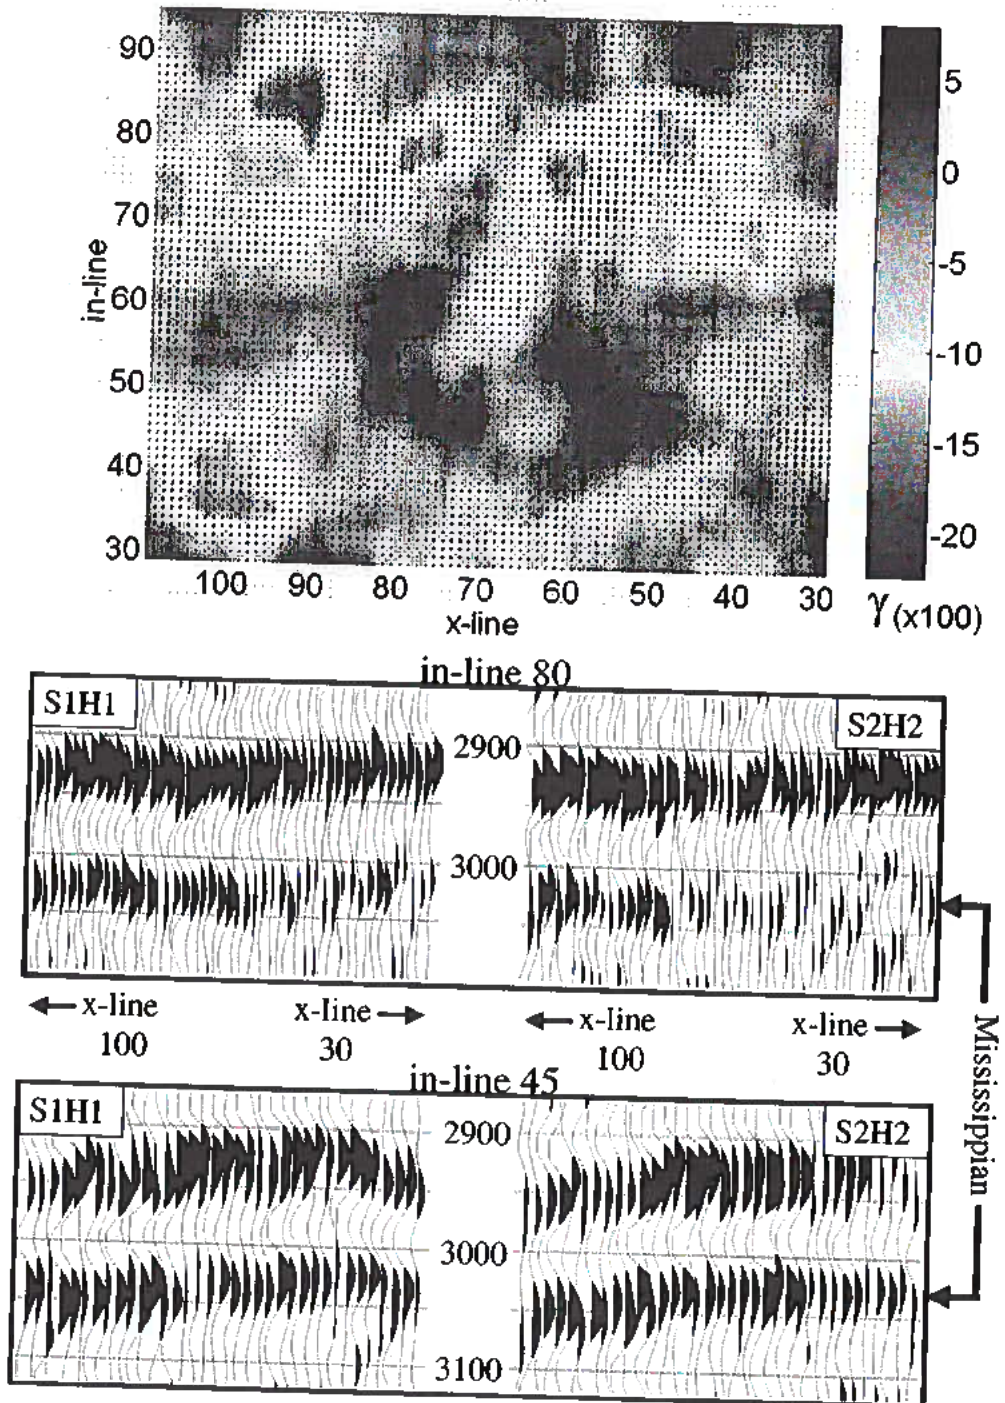 90
80
70
60
50
40
30
in-line
100 90 80 70 60 50 40 30
x-line
5
0
-5
-10
-15
-20
γ(x100)
in-line 80
S1H1
S2H2
2900
3000
x-line
100
x-line
30
x-line
100
x-line
30
Mississippian
in-line 45
S1H1
S2H2
2900
3000
3100